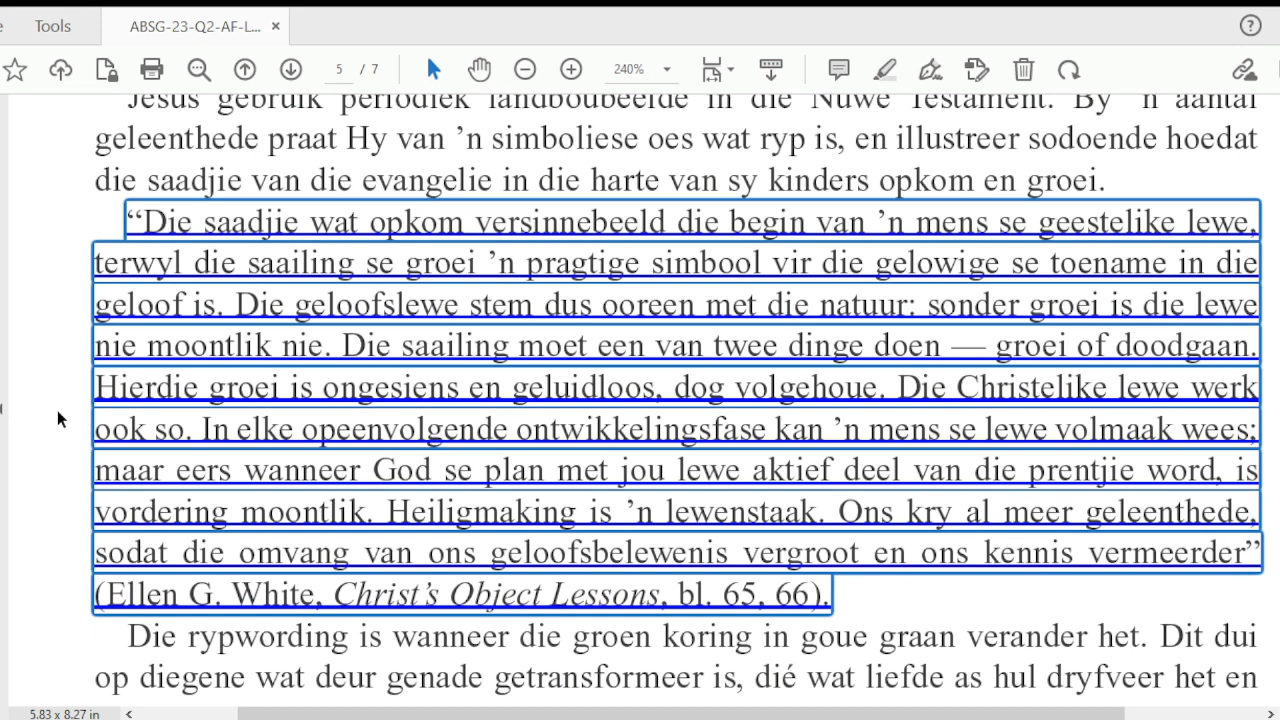 Tools
ABSG-23-Q2-AF-L... ×
5 / 7
240%
Jesus gebruik periodiek landboubeelde in die Nuwe Testament. By ’n aantal
geleenthede praat Hy van ’n simboliese oes wat ryp is, en illustreer sodoende hoedat
die saadjie van die evangelie in die harte van sy kinders opkom en groei.
“Die saadjie wat opkom versinnebeeld die begin van ’n mens se geestelike lewe,
terwyl die saailing se groei ’n pragtige simbool vir die gelowige se toename in die
geloof is. Die geloofslewe stem dus ooreen met die natuur: sonder groei is die lewe
nie moontlik nie. Die saailing moet een van twee dinge doen — groei of doodgaan.
Hierdie groei is ongesiens en geluidloos, dog volgehoue. Die Christelike lewe werk
ook so. In elke opeenvolgende ontwikkelingsfase kan ’n mens se lewe volmaak wees;
maar eers wanneer God se plan met jou lewe aktief deel van die prentjie word, is
vordering moontlik. Heiligmaking is ’n lewenstaak. Ons kry al meer geleenthede,
sodat die omvang van ons geloofsbelewenis vergroot en ons kennis vermeerder”
(Ellen G. White, Christ’s Object Lessons, bl. 65, 66).
Die rypwording is wanneer die groen koring in goue graan verander het. Dit dui
op diegene wat deur genade getransformeer is, dié wat liefde as hul dryfveer het en
5.83 x 8.27 in